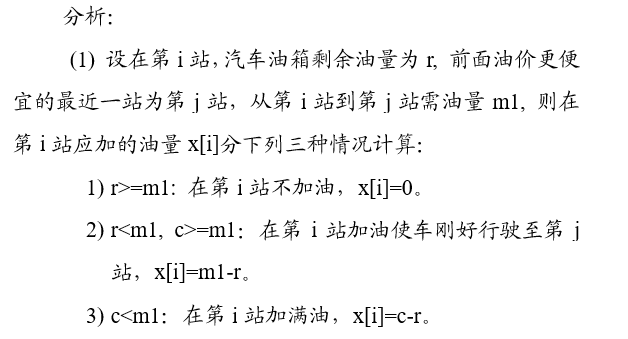 分析：
(1) 设在第 i 站，汽车油箱剩余油量为 r, 前面油价更便
宜的最近一站为第 j 站，从第 i 站到第 j 站需油量 m1, 则在
第 i 站应加的油量 x[i]分下列三种情况计算：
1) r>=m1：在第 i 站不加油，x[i]=0。
2) r<m1, c>=m1：在第 i 站加油使车刚好行驶至第 j
站，x[i]=m1-r。
3) c<m1：在第 i 站加满油，x[i]=c-r。